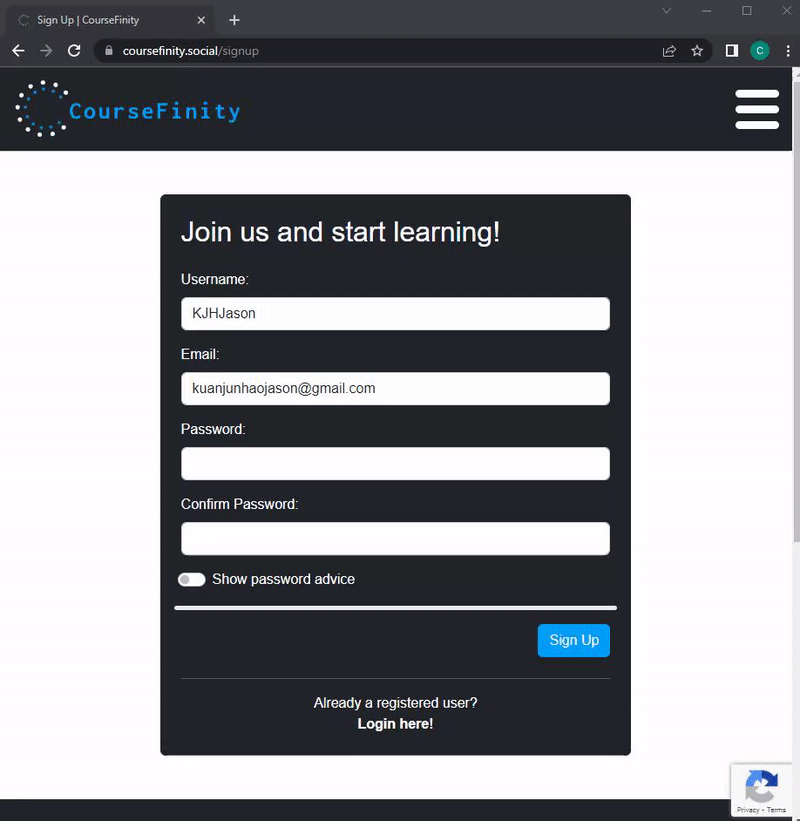 Sign Up | CourseFinity
coursefinity.social/signup
C
CourseFinity
Join us and start learning!
Username:
KJHJason
Email:
kuanjunhaojason@gmail.com
Password:
Confirm Password:
Show password advice
Sign Up
Already a registered user?
Login here!
Privacy - Terms